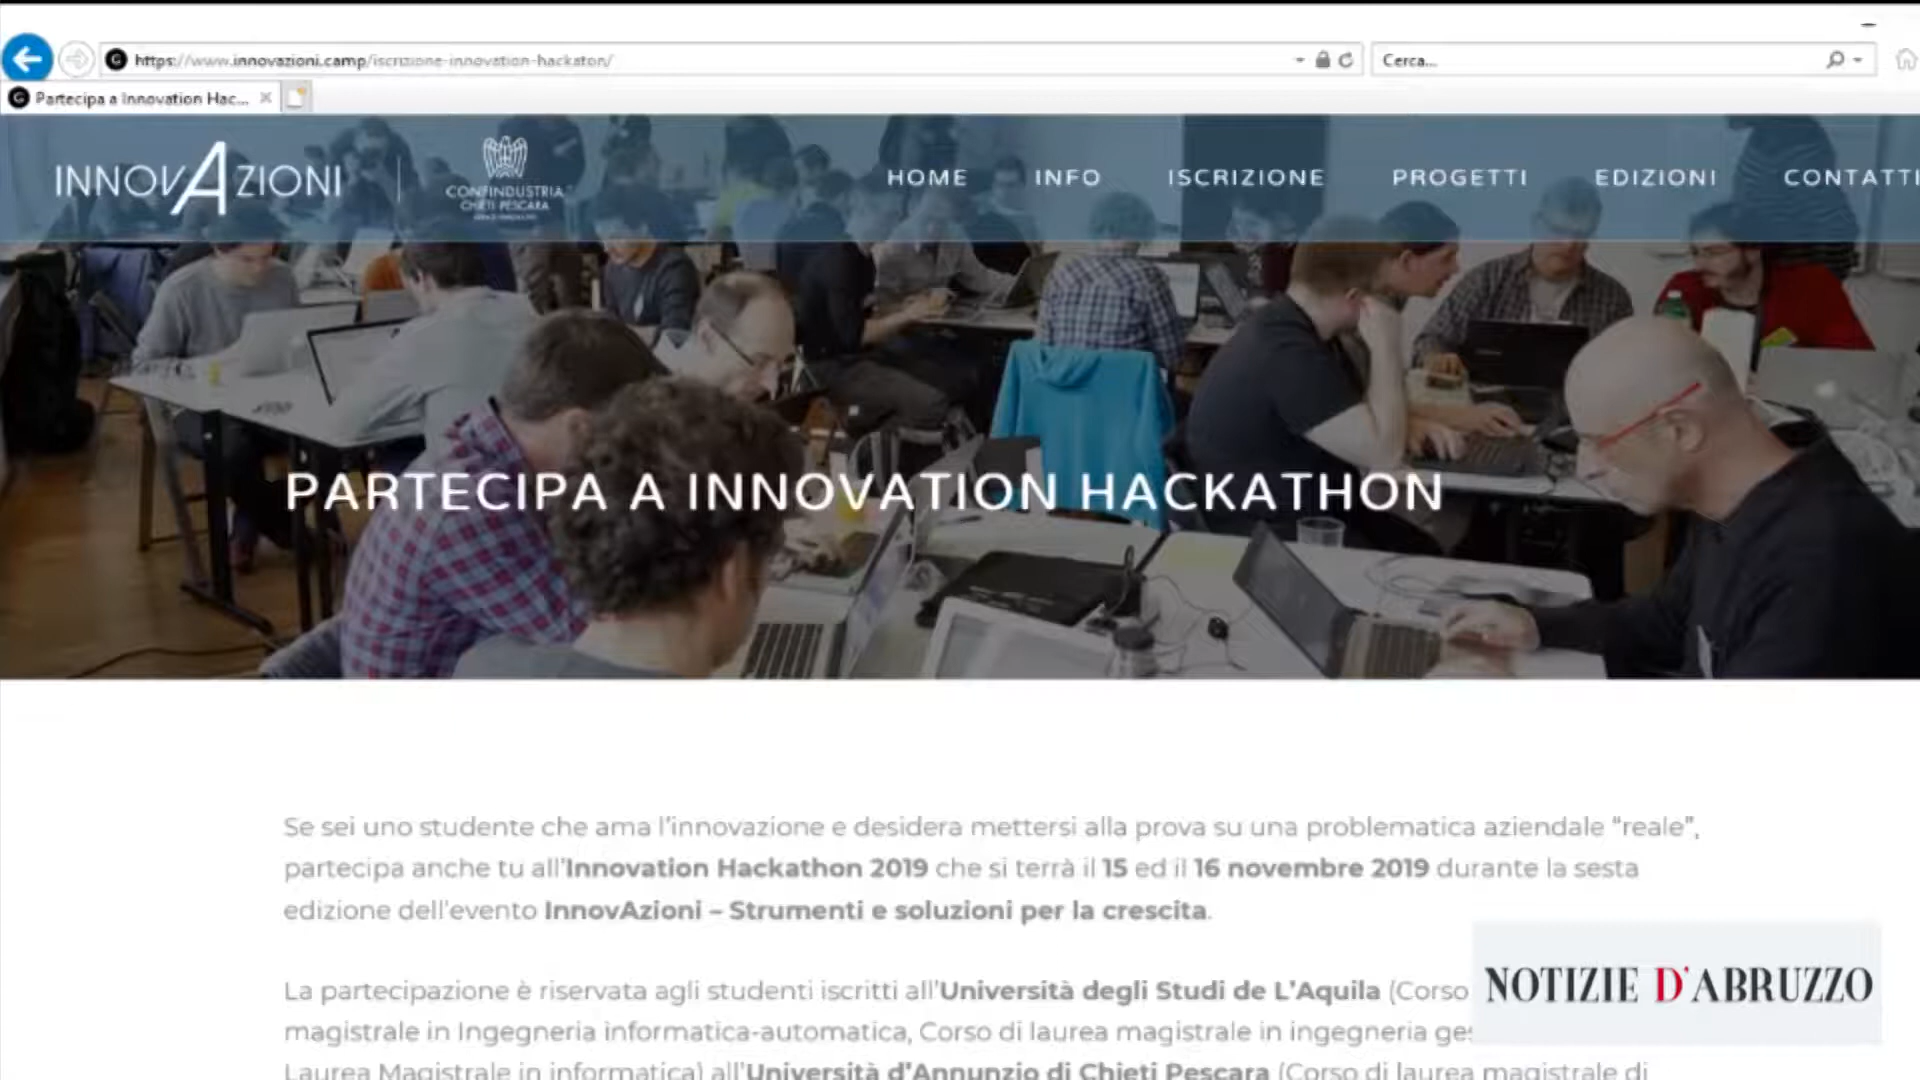 https://www.innovazioni.camp/iscrizione-innovation-hackaton/
Cerca...
Partecipa a Innovation Hac...
INNOVAZIONI
CONFINDUSTRIA
CHIETI PESCARA
HOME INFO ISCRIZIONE PROGETTI EDIZIONI CONTATTI
PARTECIPA A INNOVATION HACKATHON
Se sei uno studente che ama l'innovazione e desidera mettersi alla prova su una problematica aziendale “reale”,
partecipa anche tu all'Innovation Hackathon 2019 che si terrà il 15 ed il 16 novembre 2019 durante la sesta
edizione dell'evento InnovAzioni – Strumenti e soluzioni per la crescita.
La partecipazione è riservata agli studenti iscritti all'Università degli Studi de L'Aquila (Corso
magistrale in Ingegneria informatica-automatica, Corso di laurea magistrale in ingegneria ges
Laurea Magistrale in informatica) all'Università d'Annunzio di Chieti Pescara (Corso di laurea magistrale di
NOTIZIE D'ABRUZZO